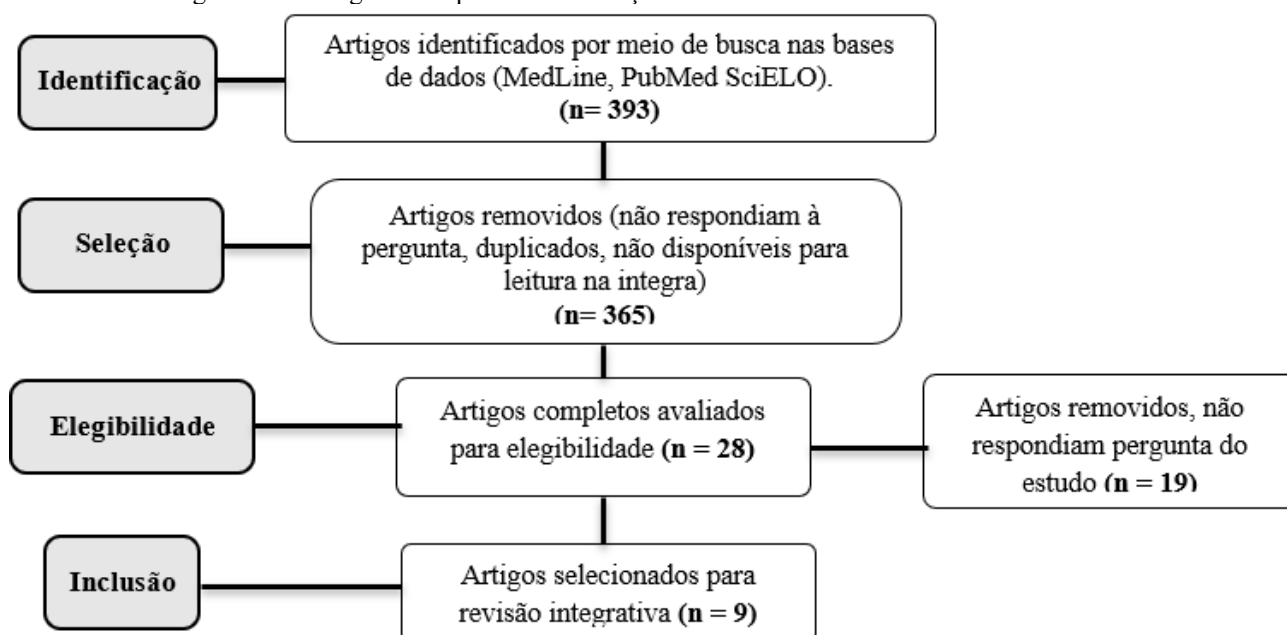 Identificação
Artigos identificados por meio de busca nas bases
de dados (MedLine, PubMed SciELO).
(n= 393)
Seleção
Artigos removidos (não respondiam à
pergunta, duplicados, não disponíveis para
leitura na integra)
(n= 365)
Elegibilidade
Artigos completos avaliados
para elegibilidade (n = 28)
Artigos removidos, não
respondiam pergunta do
estudo (n = 19)
Inclusão
Artigos selecionados para
revisão integrativa (n = 9)